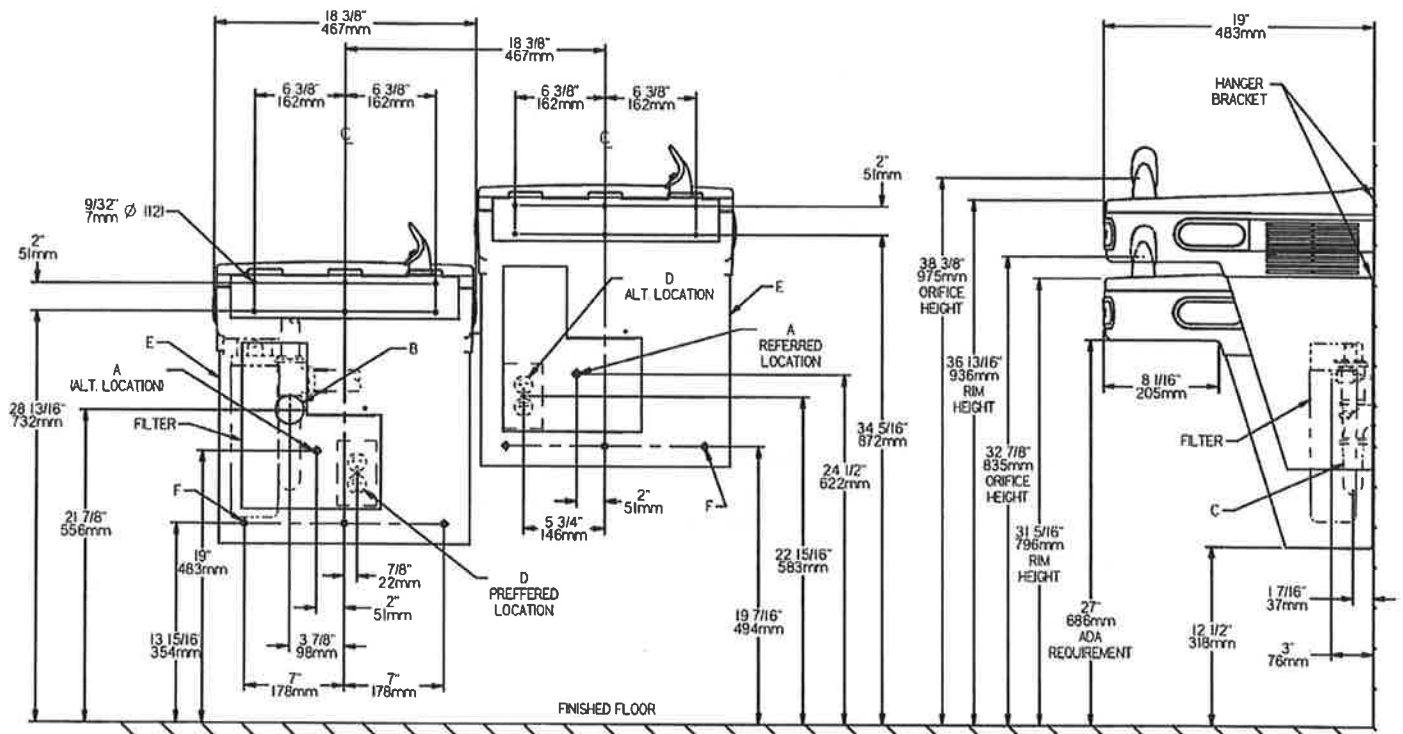 18 3/8"
467mm
18 3/8"
467mm
19"
483mm
6 3/8"
162mm
6 3/8"
162mm
6 3/8"
162mm
6 3/8"
162mm
HANGER
BRACKET
2"
51mm
9/32"
7mm Ø (12)
2"
51mm
D
ALT. LOCATION
E
A
REFERRED
LOCATION
38 3/8"
975mm
ORIFICE
HEIGHT
E
A
(ALT. LOCATION)
B
28 13/16"
732mm
FILTER
36 13/16"
936mm
RIM
HEIGHT
8 1/16"
205mm
34 5/16"
872mm
FILTER
32 7/8"
835mm
ORIFICE
HEIGHT
24 1/2"
622mm
F
2"
51mm
F
C
21 7/8"
556mm
5 3/4"
146mm
31 5/16"
796mm
RIM
HEIGHT
19"
483mm
22 15/16"
583mm
7/8"
22mm
D
PREFFERED
LOCATION
2"
51mm
19 7/16"
494mm
1 7/16"
37mm
27"
686mm
ADA
REQUIREMENT
12 1/2"
318mm
13 15/16"
354mm
3 7/8"
98mm
3"
76mm
7"
178mm
7"
178mm
FINISHED FLOOR